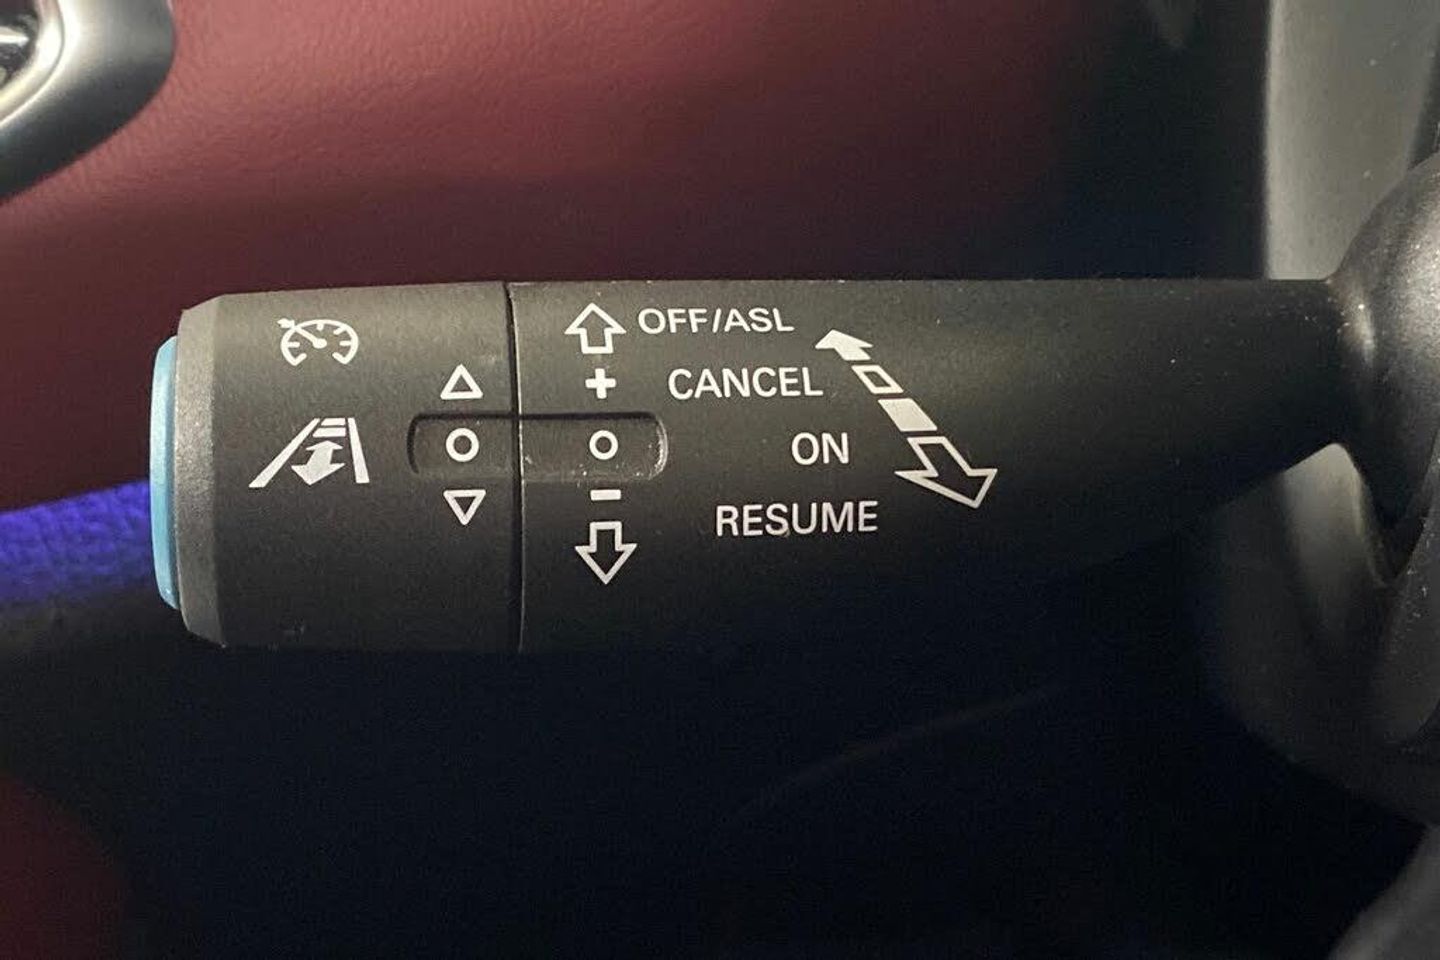 OFF/ASL
+ CANCEL
ON
-
RESUME